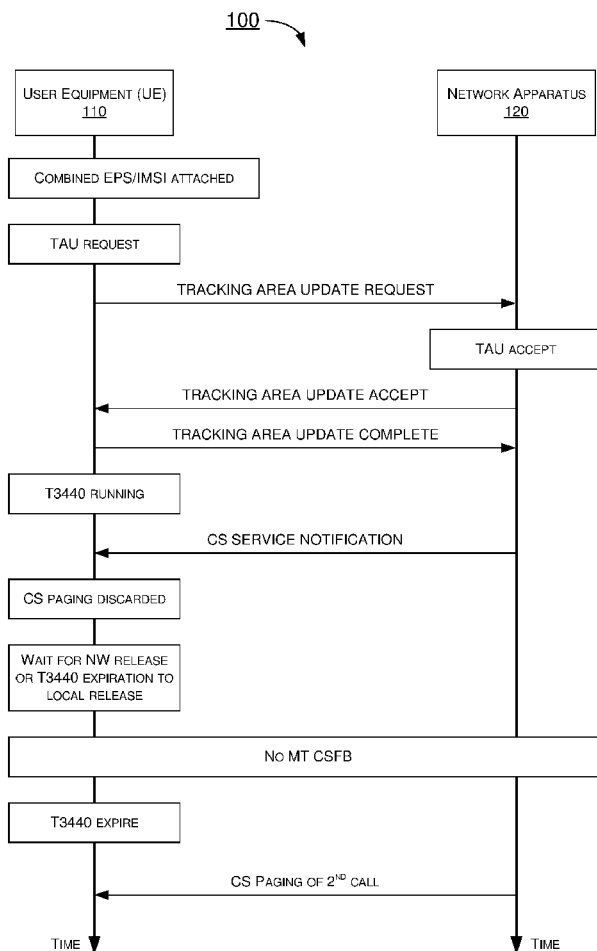 100
USER EQUIPMENT (UE)
110
NETWORK APPARATUS
120
COMBINED EPS/IMSI ATTACHED
TAU REQUEST
TRACKING AREA UPDATE REQUEST
TAU ACCEPT
TRACKING AREA UPDATE ACCEPT
TRACKING AREA UPDATE COMPLETE
T3440 RUNNING
CS SERVICE NOTIFICATION
CS PAGING DISCARDED
WAIT FOR NW RELEASE
OR T3440 EXPIRATION TO
LOCAL RELEASE
NO MT CSFB
T3440 EXPIRE
CS PAGING OF 2ND CALL
TIME
TIME